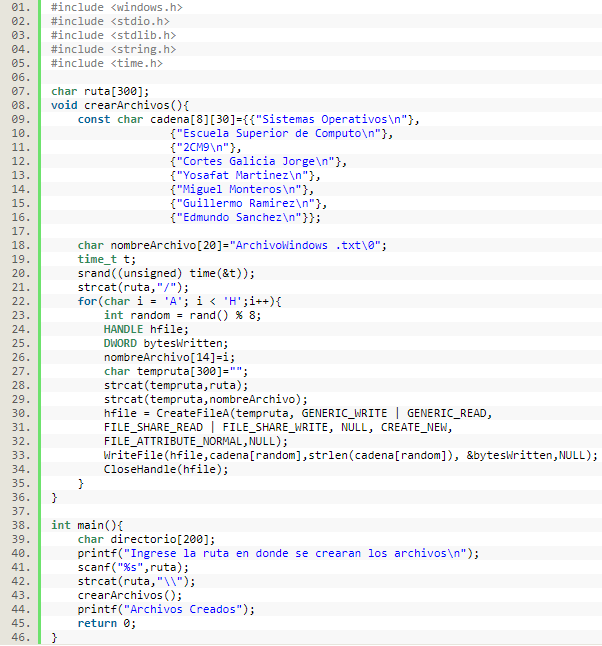 01. #include <windows.h>
02. #include <stdio.h>
03. #include <stdlib.h>
04. #include <string.h>
05. #include <time.h>
06.
07. char ruta[300];
08. void crearArchivos(){
09.     const char cadena[8][30]={{"Sistemas Operativos\n"},
10.                   {"Escuela Superior de Computo\n"},
11.                   {"2CM9\n"},
12.                   {"Cortes Galicia Jorge\n"},
13.                   {"Yosafat Martinez\n"},
14.                   {"Miguel Monteros\n"},
15.                   {"Guillermo Ramirez\n"},
16.                   {"Edmundo Sanchez\n"}};
17.
18.     char nombreArchivo[20]="ArchivoWindows .txt\0";
19.     time_t t;
20.     srand((unsigned) time(&t));
21.     strcat(ruta,"/");
22.     for(char i = 'A'; i < 'H';i++){
23.         int random = rand() % 8;
24.         HANDLE hfile;
25.         DWORD bytesWritten;
26.         nombreArchivo[14]=i;
27.         char tempruta[300]="";
28.         strcat(tempruta,ruta);
29.         strcat(tempruta,nombreArchivo);
30.         hfile = CreateFileA(tempruta, GENERIC_WRITE | GENERIC_READ,
31.         FILE_SHARE_READ | FILE_SHARE_WRITE, NULL, CREATE_NEW,
32.         FILE_ATTRIBUTE_NORMAL,NULL);
33.         WriteFile(hfile,cadena[random],strlen(cadena[random]), &bytesWritten,NULL);
34.         CloseHandle(hfile);
35.     }
36. }
37.
38. int main(){
39.     char directorio[200];
40.     printf("Ingrese la ruta en donde se crearan los archivos\n");
41.     scanf("%s",ruta);
42.     strcat(ruta,"\\");
43.     crearArchivos();
44.     printf("Archivos Creados");
45.     return 0;
46. }